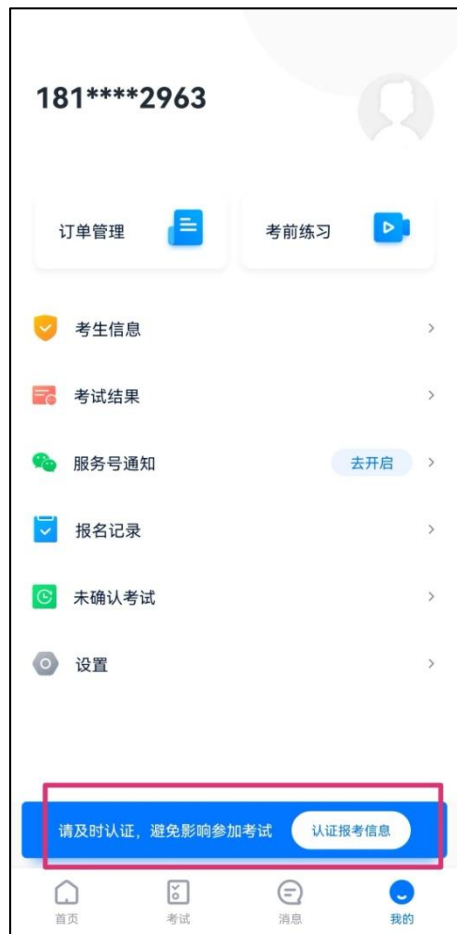 181****2963
订单管理
考前练习
考生信息
考试结果
服务号通知 去开启
报名记录
未确认考试
设置
请及时认证，避免影响参加考试 认证报考信息
首页 考试 消息 我的